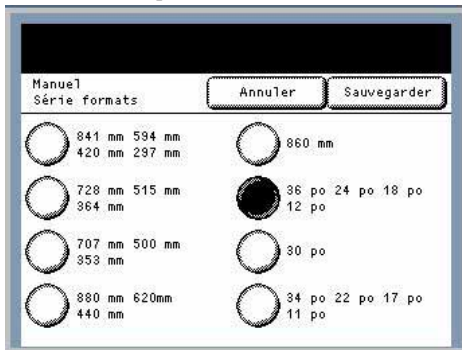 Manuel
Série formats
Annuler
Sauvegarder
841 mm 594 mm
420 mm 297 mm
860 mm
728 mm 515 mm
364 mm
36 po 24 po 18 po
12 po
707 mm 500 mm
353 mm
30 po
880 mm 620mm
440 mm
34 po 22 po 17 po
11 po